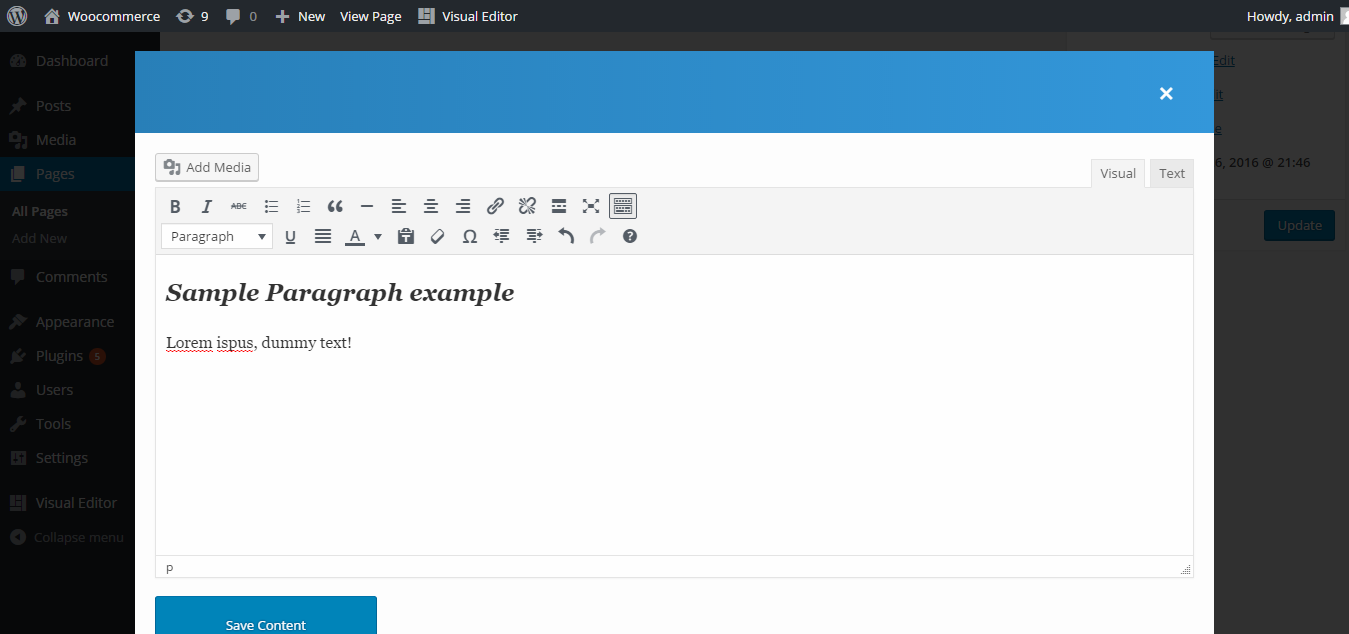 Woocommerce 9 0 New View Page Visual Editor Howdy, admin
Dashboard
Posts
Media
Pages
All Pages
Add New
Comments
Appearance
Plugins 5
Users
Tools
Settings
Visual Editor
Collapse menu
Edit
6, 2016 @ 21:46
Update
Add Media
Visual Text
B I ABC
Paragraph U A Ω ?
Sample Paragraph example
Lorem ispus, dummy text!
p
Save Content